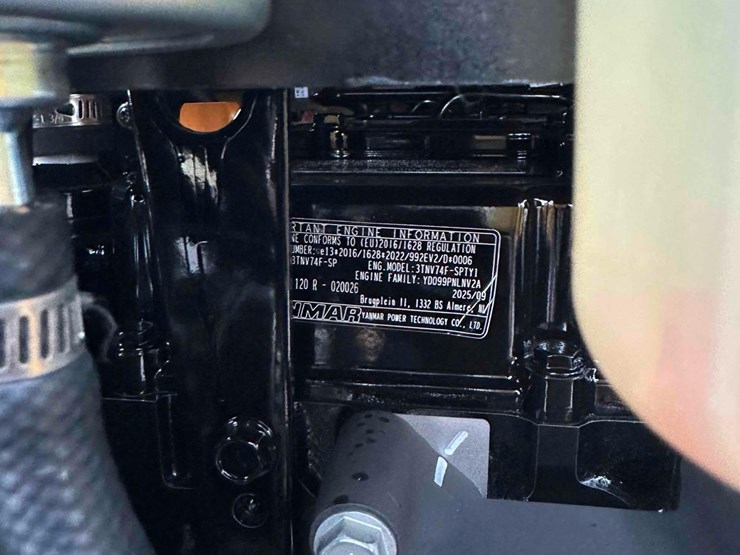 RTANT ENGINE INFORMATION
NE CONFORMS TO (EU)2016/1628 REGULATION
UMBER: e13*2016/1628*2022/992EV2/D*0006
3TNV74F-SP ENG.MODEL: 3TNV74F-SPTY1
ENGINE FAMILY: YDO99PNLNV2A
120 R - 020026 2025/09
Brugplein 11, 1332 BS Almere, NL
NMAR YANMAR POWER TECHNOLOGY CO., LTD.